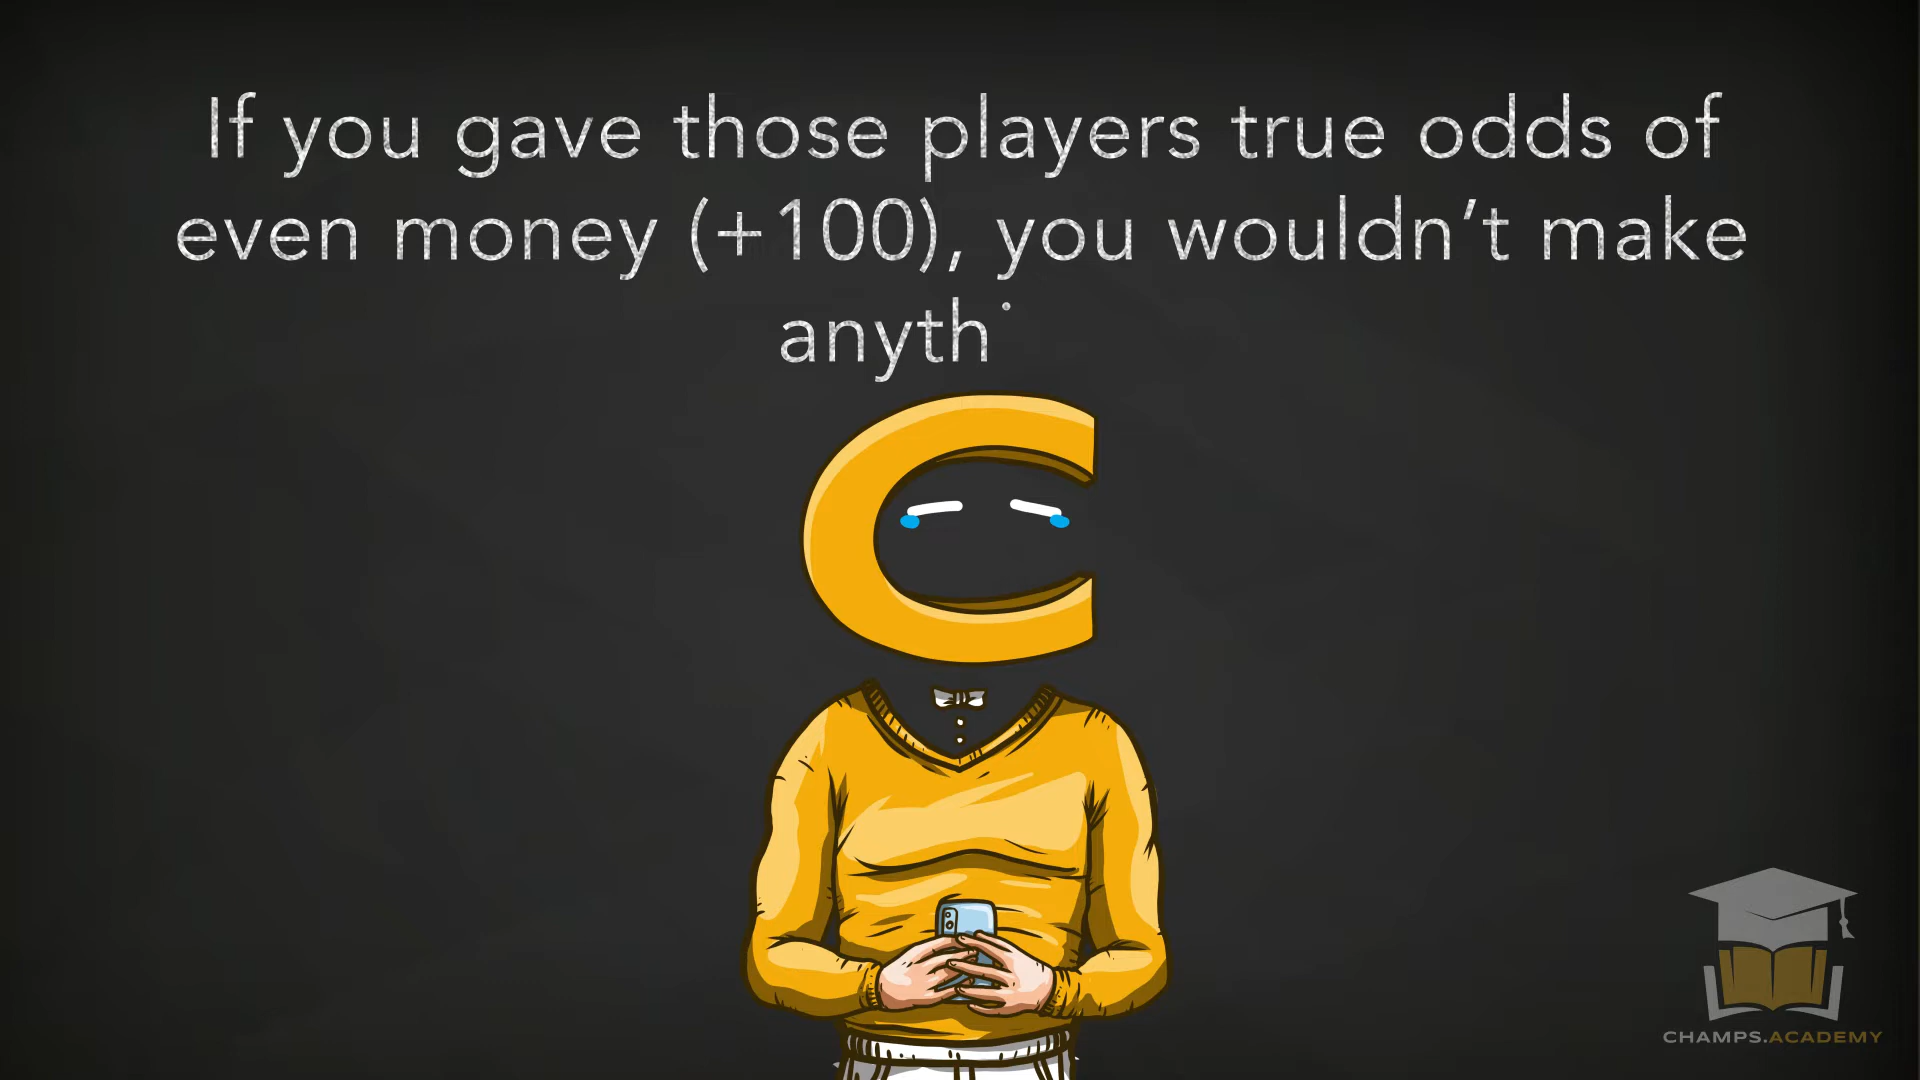 If you gave those players true odds of
even money (+100), you wouldn’t make
anyth
CHAMPS.ACADEMY